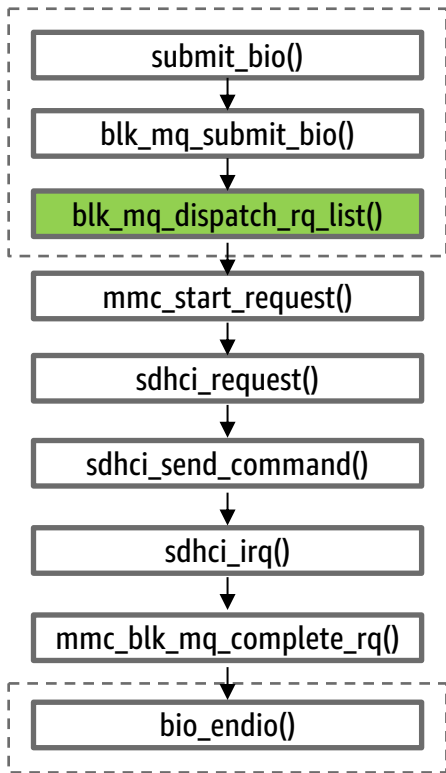 submit_bio()
blk_mq_submit_bio()
blk_mq_dispatch_rq_list()
mmc_start_request()
sdhci_request()
sdhci_send_command()
sdhci_irq()
mmc_blk_mq_complete_rq()
bio_endio()